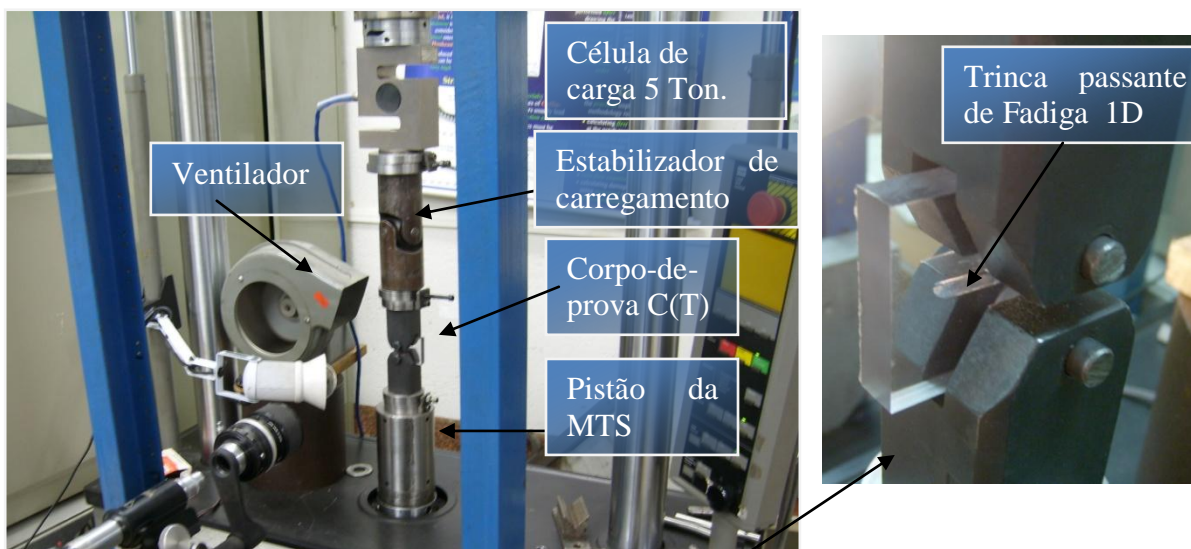 Célula de
carga 5 Ton.
Ventilador
Estabilizador de
carregamento
Corpo-de-
prova C(T)
Pistão da
MTS
Trinca passante
de Fadiga 1D